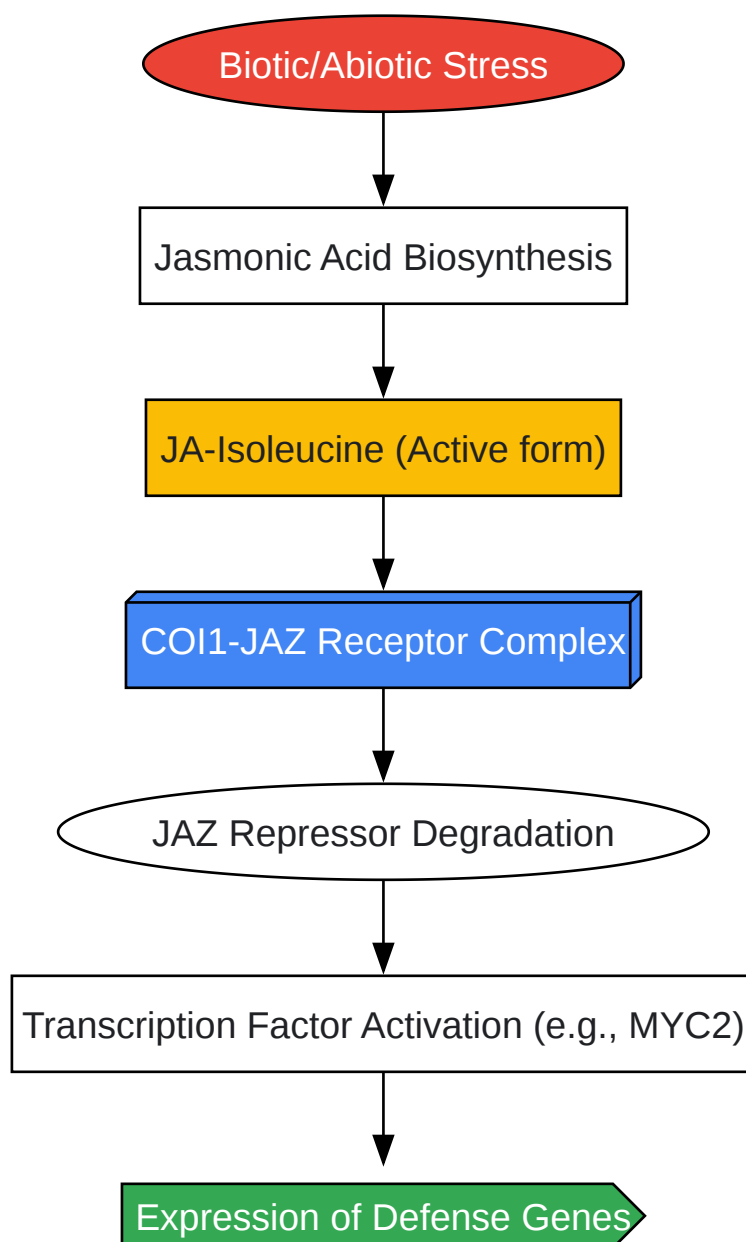 Biotic/Abiotic Stress
Jasmonic Acid Biosynthesis
JA-Isoleucine (Active form)
COI1-JAZ Receptor Complex
JAZ Repressor Degradation
Transcription Factor Activation (e.g., MYC2)
Expression of Defense Genes